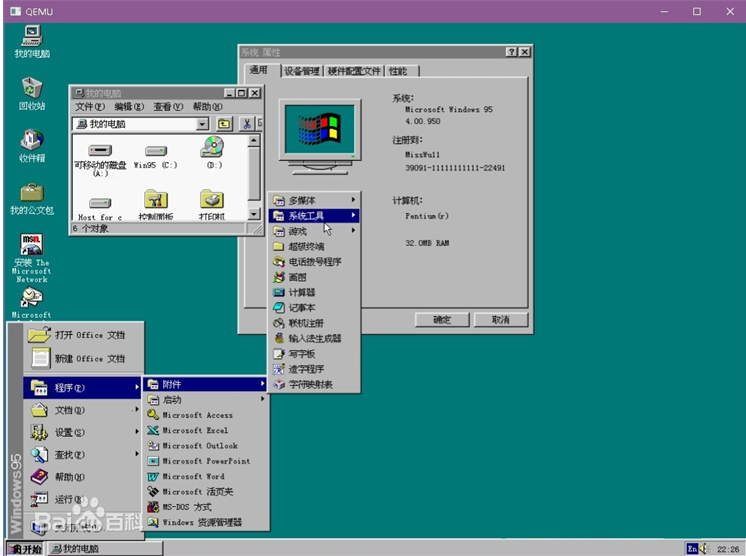 QEMU
我的电脑
回收站
收件箱
我的公文包
安装 The
Microsoft
Network
Microsoft
系统 属性
通用
设备管理
硬件配置文件
性能
系统:
Microsoft Windows 95
4.00.950
注册到:
MissWull
39091-11111111111-22491
计算机:
Pentium(r)
32.0MB RAM
确定
取消
我的电脑
文件(F) 编辑(E) 查看(V) 帮助(H)
我的电脑
可移动的磁盘
(A:)
Win95 (C:)
(D:)
Host for c
控制面板
打印机
6 个对象
多媒体
系统工具
游戏
超级终端
电话拨号程序
画图
计算器
记事本
联机注册
输入法生成器
写字板
造字程序
字符映射表
打开 Office 文档
新建 Office 文档
程序(P)
文档(D)
设置(S)
查找(F)
帮助(H)
运行(R)
Windows95
附件
启动
Microsoft Access
Microsoft Excel
Microsoft Outlook
Microsoft PowerPoint
Microsoft Word
Microsoft 活页夹
MS-DOS 方式
Windows 资源管理器
Baidu百科
开始
我的电脑
En
22:26